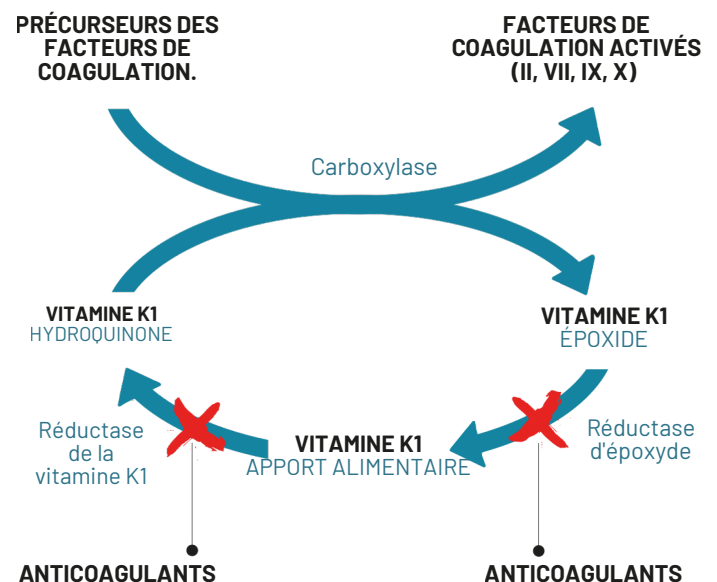 PRÉCURSEURS DES
FACTEURS DE
COAGULATION.
FACTEURS DE
COAGULATION ACTIVÉS
(II, VII, IX, X)
Carboxylase
VITAMINE K1
HYDROQUINONE
VITAMINE K1
ÉPOXIDE
Réductase
de la
vitamine K1
VITAMINE K1
APPORT ALIMENTAIRE
Réductase
d'époxyde
ANTICOAGULANTS
ANTICOAGULANTS